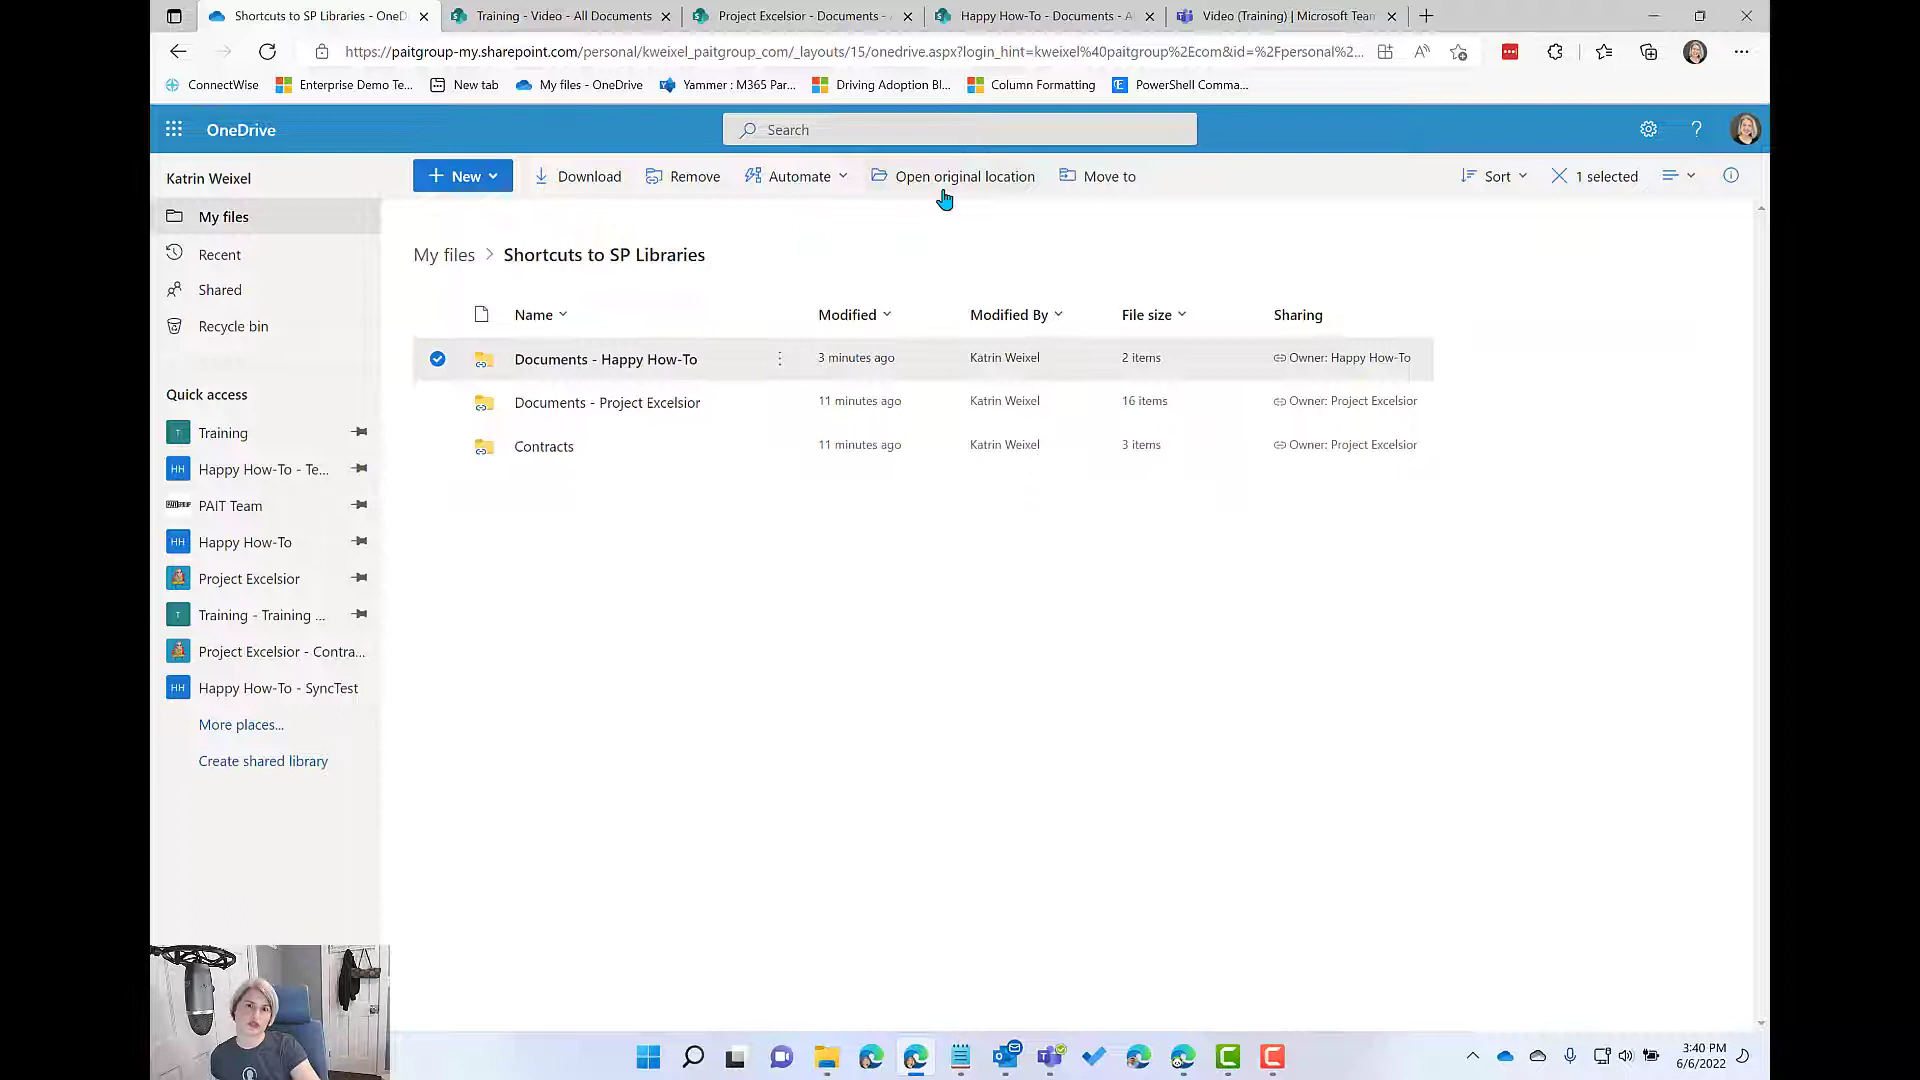 Shortcuts to SP Libraries - OneD
Training - Video - All Documents
Project Excelsior - Documents -
Happy How-To - Documents - A
Video (Training) | Microsoft Team
https://paitgroup-my.sharepoint.com/personal/kweixel_paitgroup_com/_layouts/15/onedrive.aspx?login_hint=kweixel%40paitgroup%2Ecom&id=%2Fpersonal%2...
ConnectWise
Enterprise Demo Te...
New tab
My files - OneDrive
Yammer : M365 Par...
Driving Adoption Bl...
Column Formatting
PowerShell Comma...
OneDrive
Search
Katrin Weixel
New
Download
Remove
Automate
Open original location
Move to
Sort
1 selected
My files
Recent
Shared
Recycle bin
Quick access
T Training
HH Happy How-To - Te...
PAIT Team
HH Happy How-To
Project Excelsior
T Training - Training ...
Project Excelsior - Contra...
HH Happy How-To - SyncTest
More places...
Create shared library
My files > Shortcuts to SP Libraries
Name Modified Modified By File size Sharing
Documents - Happy How-To 3 minutes ago Katrin Weixel 2 items Owner: Happy How-To
Documents - Project Excelsior 11 minutes ago Katrin Weixel 16 items Owner: Project Excelsior
Contracts 11 minutes ago Katrin Weixel 3 items Owner: Project Excelsior
3:40 PM
6/6/2022